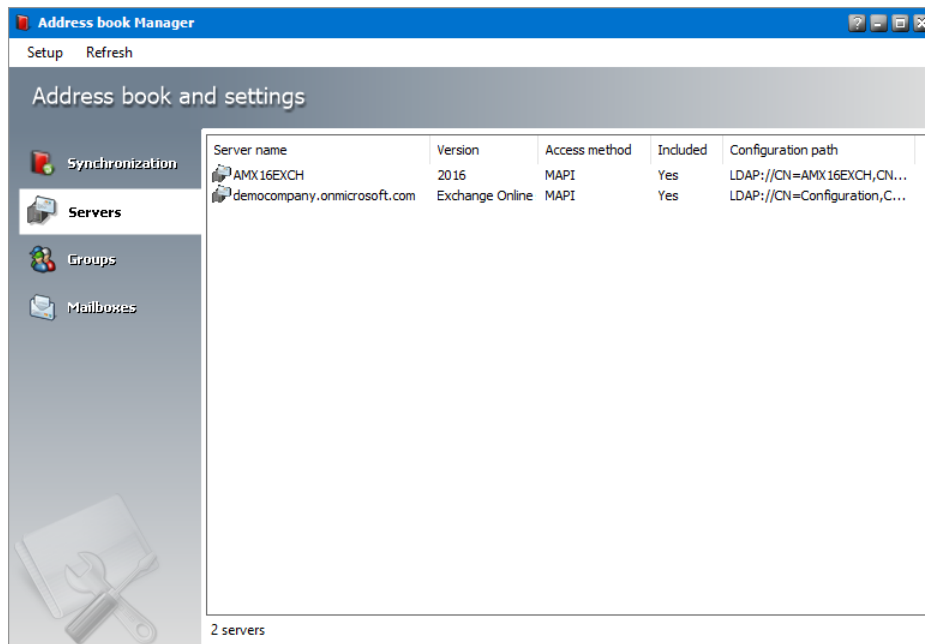 Address book Manager
Setup Refresh
Address book and settings
Synchronization
Servers
Groups
Mailboxes
Server name Version Access method Included Configuration path
AMX16EXCH 2016 MAPI Yes LDAP://CN=AMX16EXCH,CN...
democompany.onmicrosoft.com Exchange Online MAPI Yes LDAP://CN=Configuration,C...
2 servers